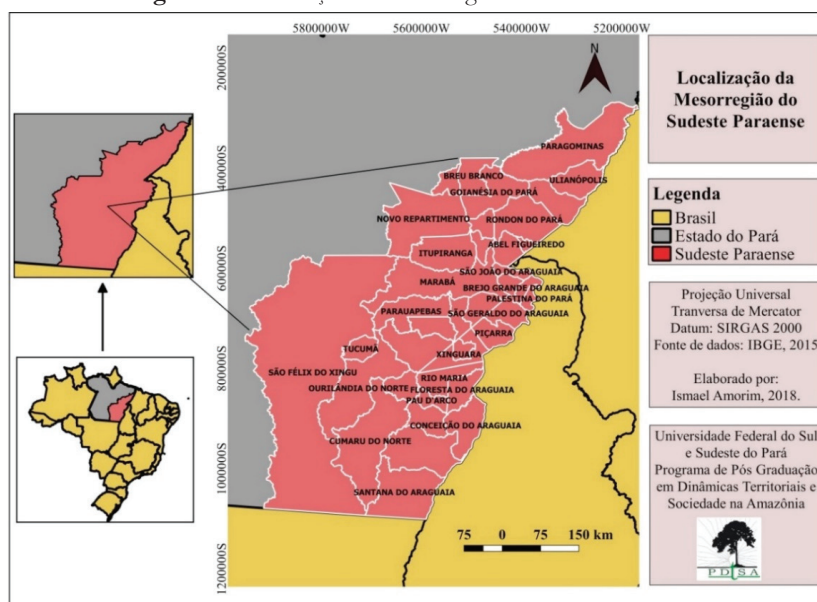 5800000W 5600000W 5400000W 5200000W
200000S
400000S
600000S
800000S
1000000S
1200000S
N
PARAGOMINAS
ULIANÓPOLIS
BREU BRANCO
GOIANÉSIA DO PARÁ
NOVO REPARTIMENTO
RONDON DO PARÁ
ABEL FIGUEIREDO
ITUPIRANGA
SÃO JOÃO DO ARAGUAIA
MARABÁ
BREJO GRANDE DO ARAGUAIA
PALESTINA DO PARÁ
PARAUAPEBAS
SÃO GERALDO DO ARAGUAIA
PIÇARRA
TUCUMÃ
XINGUARA
SÃO FÉLIX DO XINGU
RIO MARIA
OURILÂNDIA DO NORTE
FLORESTA DO ARAGUAIA
PAU D'ARCO
CONCEIÇÃO DO ARAGUAIA
CUMARU DO NORTE
SANTANA DO ARAGUAIA
75 0 75 150 km
Localização da
Mesorregião do
Sudeste Paraense
Legenda
Brasil
Estado do Pará
Sudeste Paraense
Projeção Universal
Tranversa de Mercator
Datum: SIRGAS 2000
Fonte de dados: IBGE, 2015
Elaborado por:
Ismael Amorim, 2018.
Universidade Federal do Sul
e Sudeste do Pará
Programa de Pós Graduação
em Dinâmicas Territoriais e
Sociedade na Amazônia
PDTSA